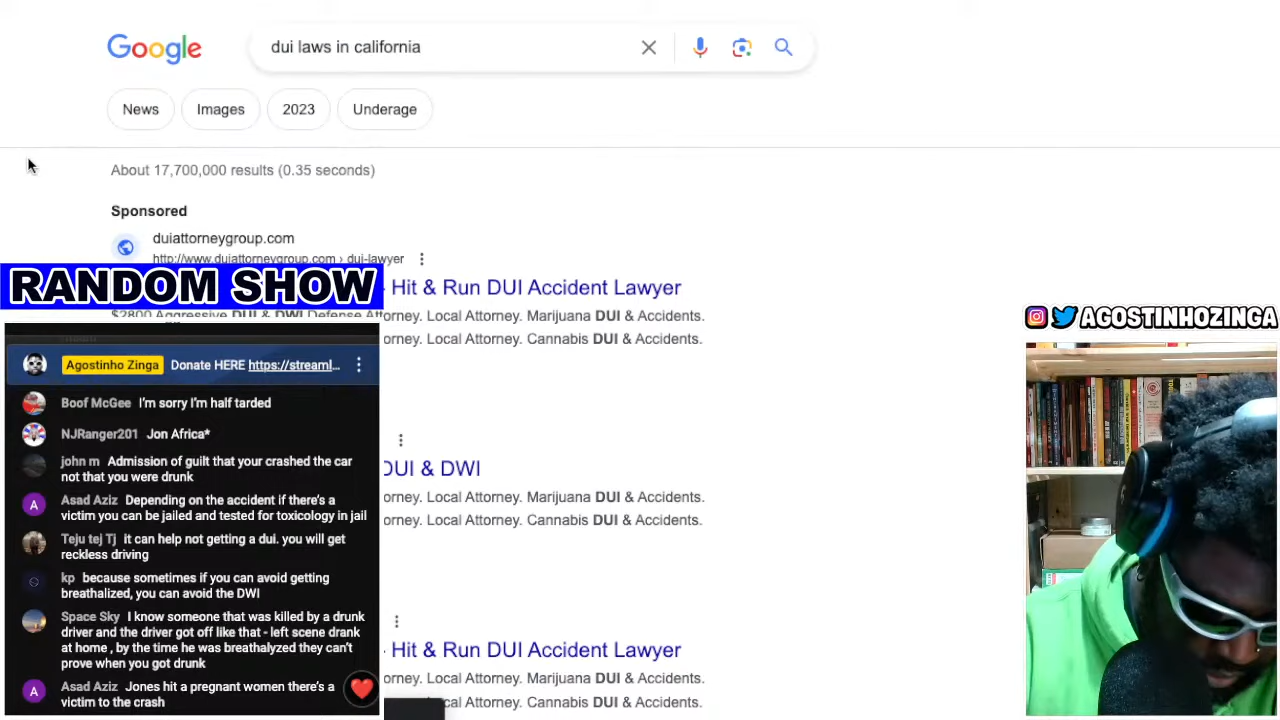 Google
dui laws in california
News
Images
2023
Underage
About 17,700,000 results (0.35 seconds)
Sponsored
duiattorneygroup.com
http://www.duiattorneygroup.com › dui-lawyer
RANDOM SHOW
Hit & Run DUI Accident Lawyer
$2800 Aggressive DUI & DWI Defense Attorney. Local Attorney. Marijuana DUI & Accidents.
orney. Local Attorney. Cannabis DUI & Accidents.
DUI & DWI
orney. Local Attorney. Marijuana DUI & Accidents.
orney. Local Attorney. Cannabis DUI & Accidents.
- Hit & Run DUI Accident Lawyer
orney. Local Attorney. Marijuana DUI & Accidents.
orney. Local Attorney. Cannabis DUI & Accidents.
Agostinho Zinga Donate HERE https://streaml...
Boof McGee I'm sorry I'm half tarded
NJRanger201 Jon Africa*
john m Admission of guilt that your crashed the car
not that you were drunk
Asad Aziz Depending on the accident if there's a
victim you can be jailed and tested for toxicology in jail
Teju tej Tj it can help not getting a dui. you will get
reckless driving
kp because sometimes if you can avoid getting
breathalized, you can avoid the DWI
Space Sky I know someone that was killed by a drunk
driver and the driver got off like that - left scene drank
at home , by the time he was breathalyzed they can't
prove when you got drunk
A
Asad Aziz Jones hit a pregnant women there's a
victim to the crash
A
AGOSTINHOZINGA